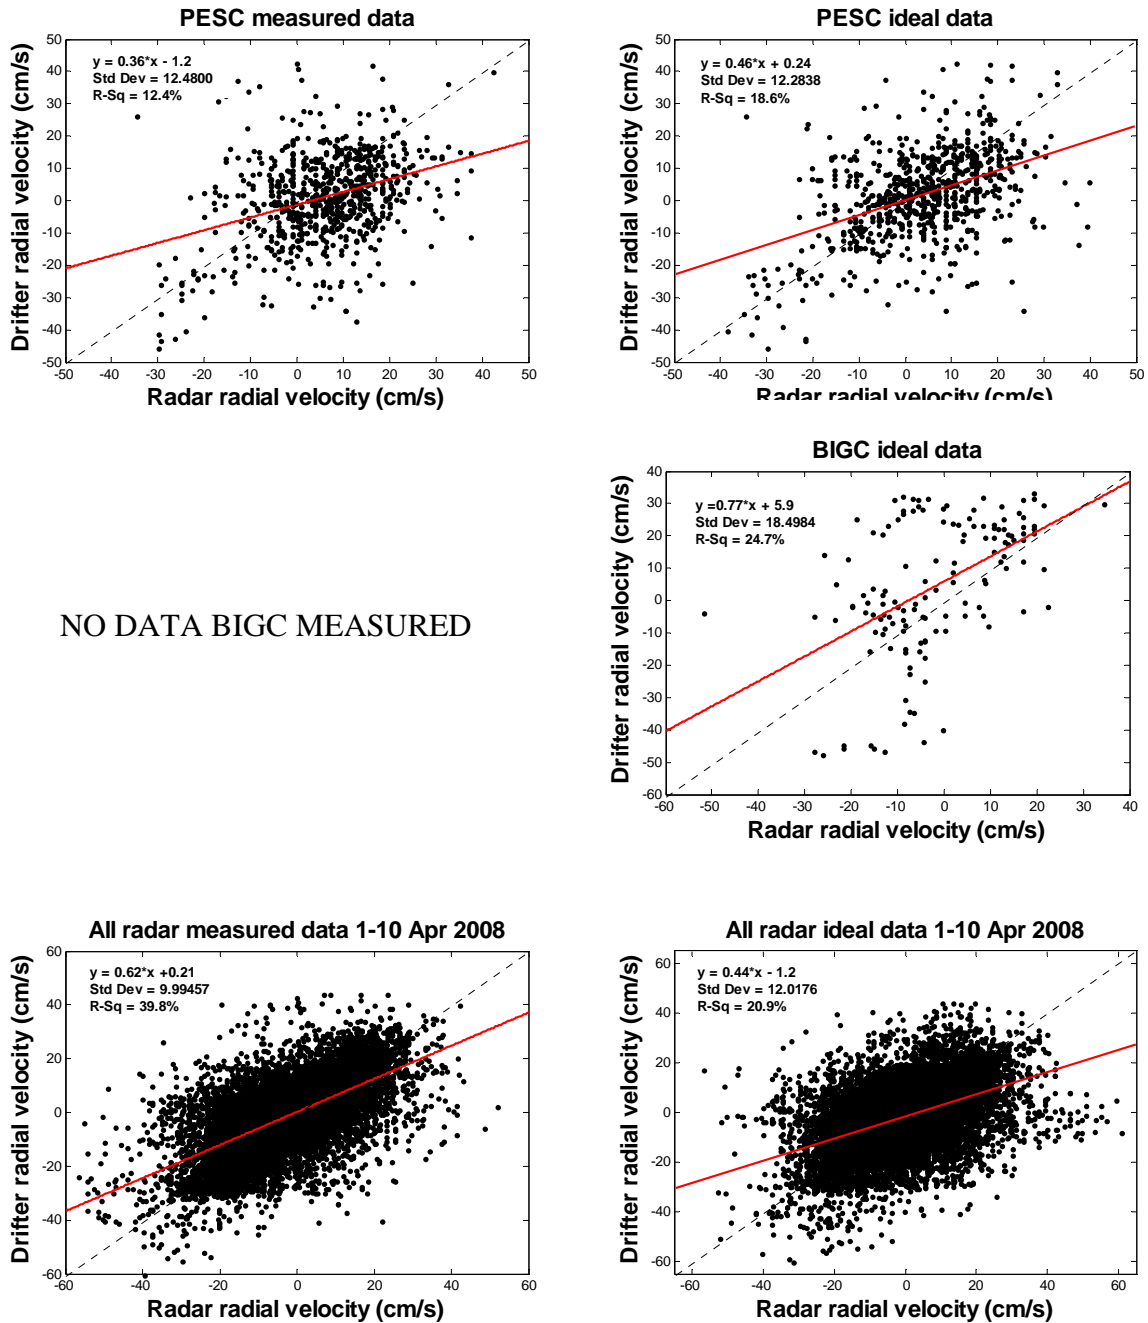 PESC measured data
y = 0.36*x - 1.2
Std Dev = 12.4800
R-Sq = 12.4%
50
40
30
20
10
0
-10
-20
-30
-40
-50
-50 -40 -30 -20 -10 0 10 20 30 40 50
Drifter radial velocity (cm/s)
Radar radial velocity (cm/s)
PESC ideal data
y = 0.46*x + 0.24
Std Dev = 12.2838
R-Sq = 18.6%
50
40
30
20
10
0
-10
-20
-30
-40
-50
-50 -40 -30 -20 -10 0 10 20 30 40 50
Drifter radial velocity (cm/s)
Radar radial velocity (cm/s)
NO DATA BIGC MEASURED
BIGC ideal data
y =0.77*x + 5.9
Std Dev = 18.4984
R-Sq = 24.7%
40
30
20
10
0
-10
-20
-30
-40
-50
-60
-60 -50 -40 -30 -20 -10 0 10 20 30 40
Drifter radial velocity (cm/s)
Radar radial velocity (cm/s)
All radar measured data 1-10 Apr 2008
y = 0.62*x +0.21
Std Dev = 9.99457
R-Sq = 39.8%
60
40
20
0
-20
-40
-60
-60 -40 -20 0 20 40 60
Drifter radial velocity (cm/s)
Radar radial velocity (cm/s)
All radar ideal data 1-10 Apr 2008
y = 0.44*x - 1.2
Std Dev = 12.0176
R-Sq = 20.9%
60
40
20
0
-20
-40
-60
-60 -40 -20 0 20 40 60
Drifter radial velocity (cm/s)
Radar radial velocity (cm/s)